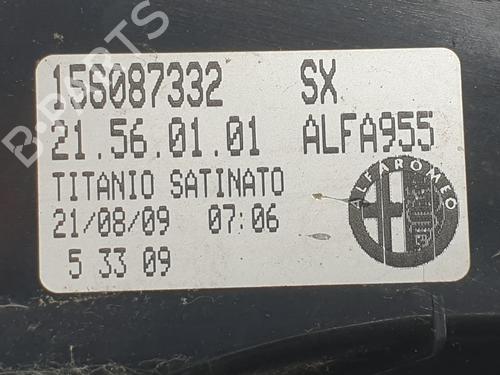 156087332 SX
21.56.01.01 ALFA955
TITANIO SATINATO
21/08/09 07:06
5 33 09
ALFA ROMEO
B-PARTS